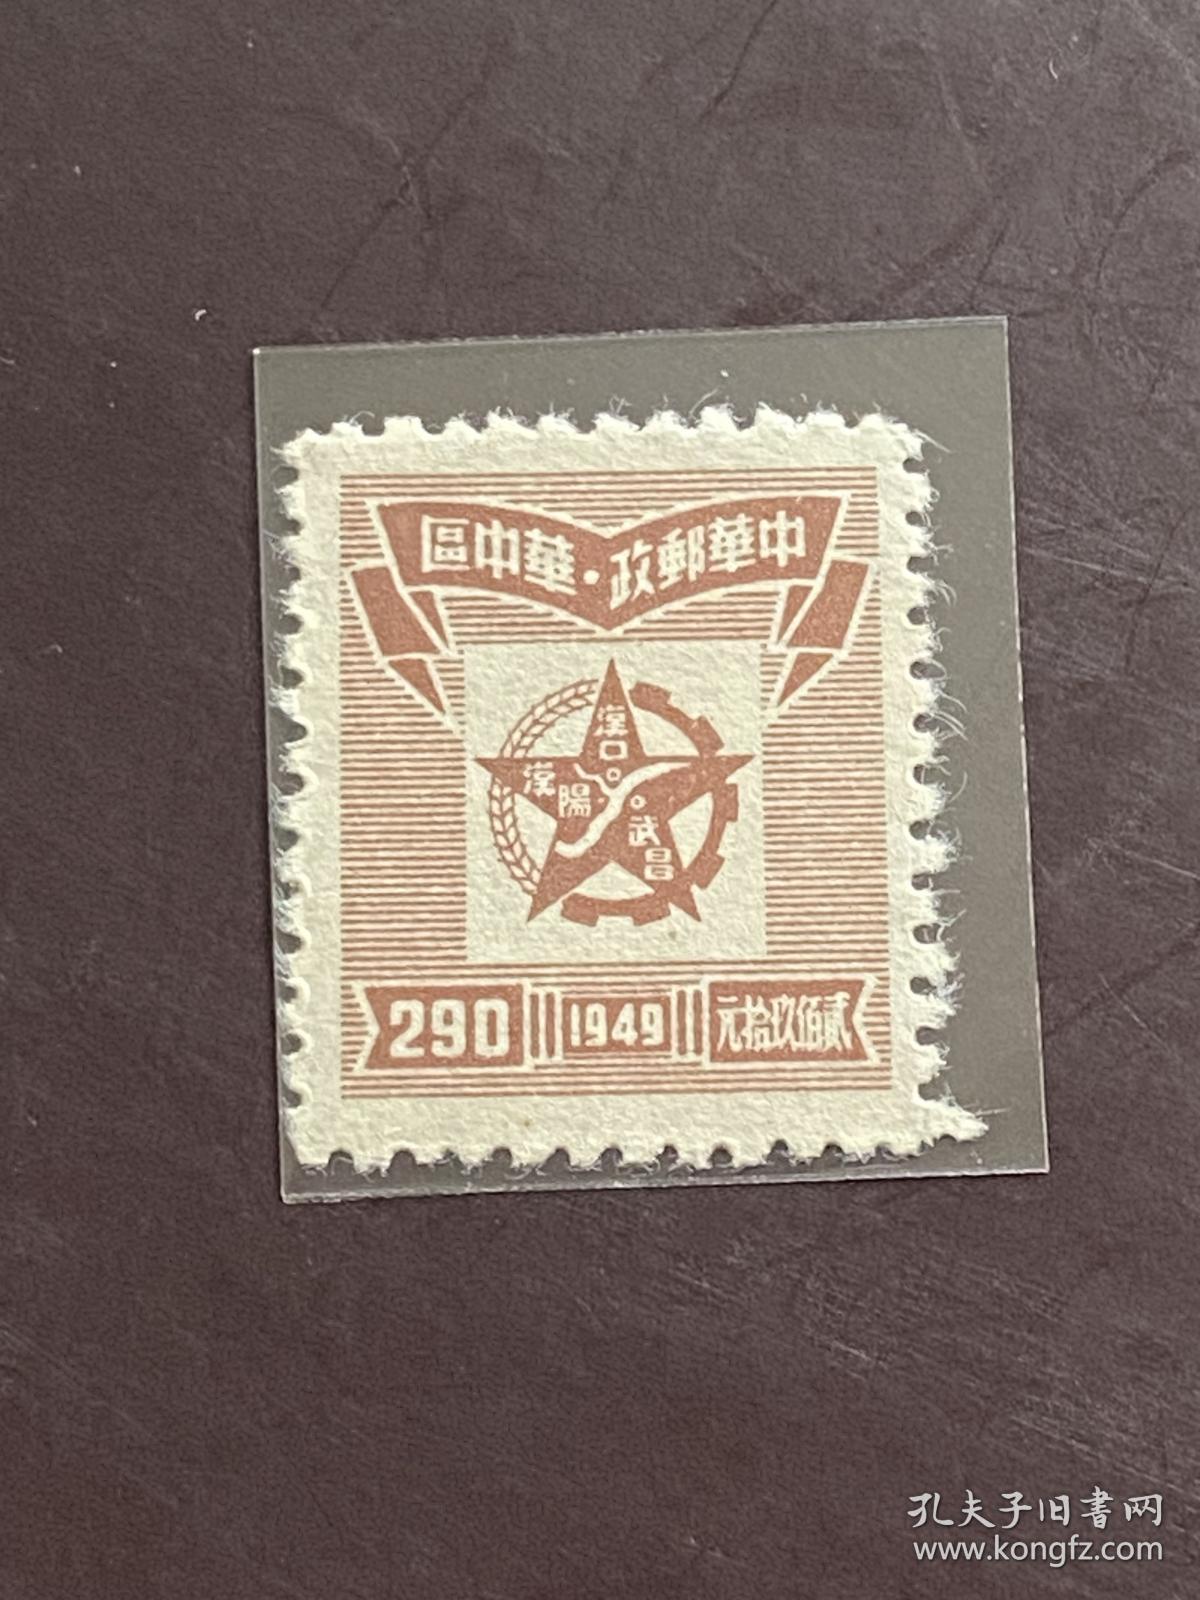 中華郵政·華中區
漢口
漢陽
武昌
290
1949
貳佰玖拾元
孔夫子旧書网
www.kongfz.com